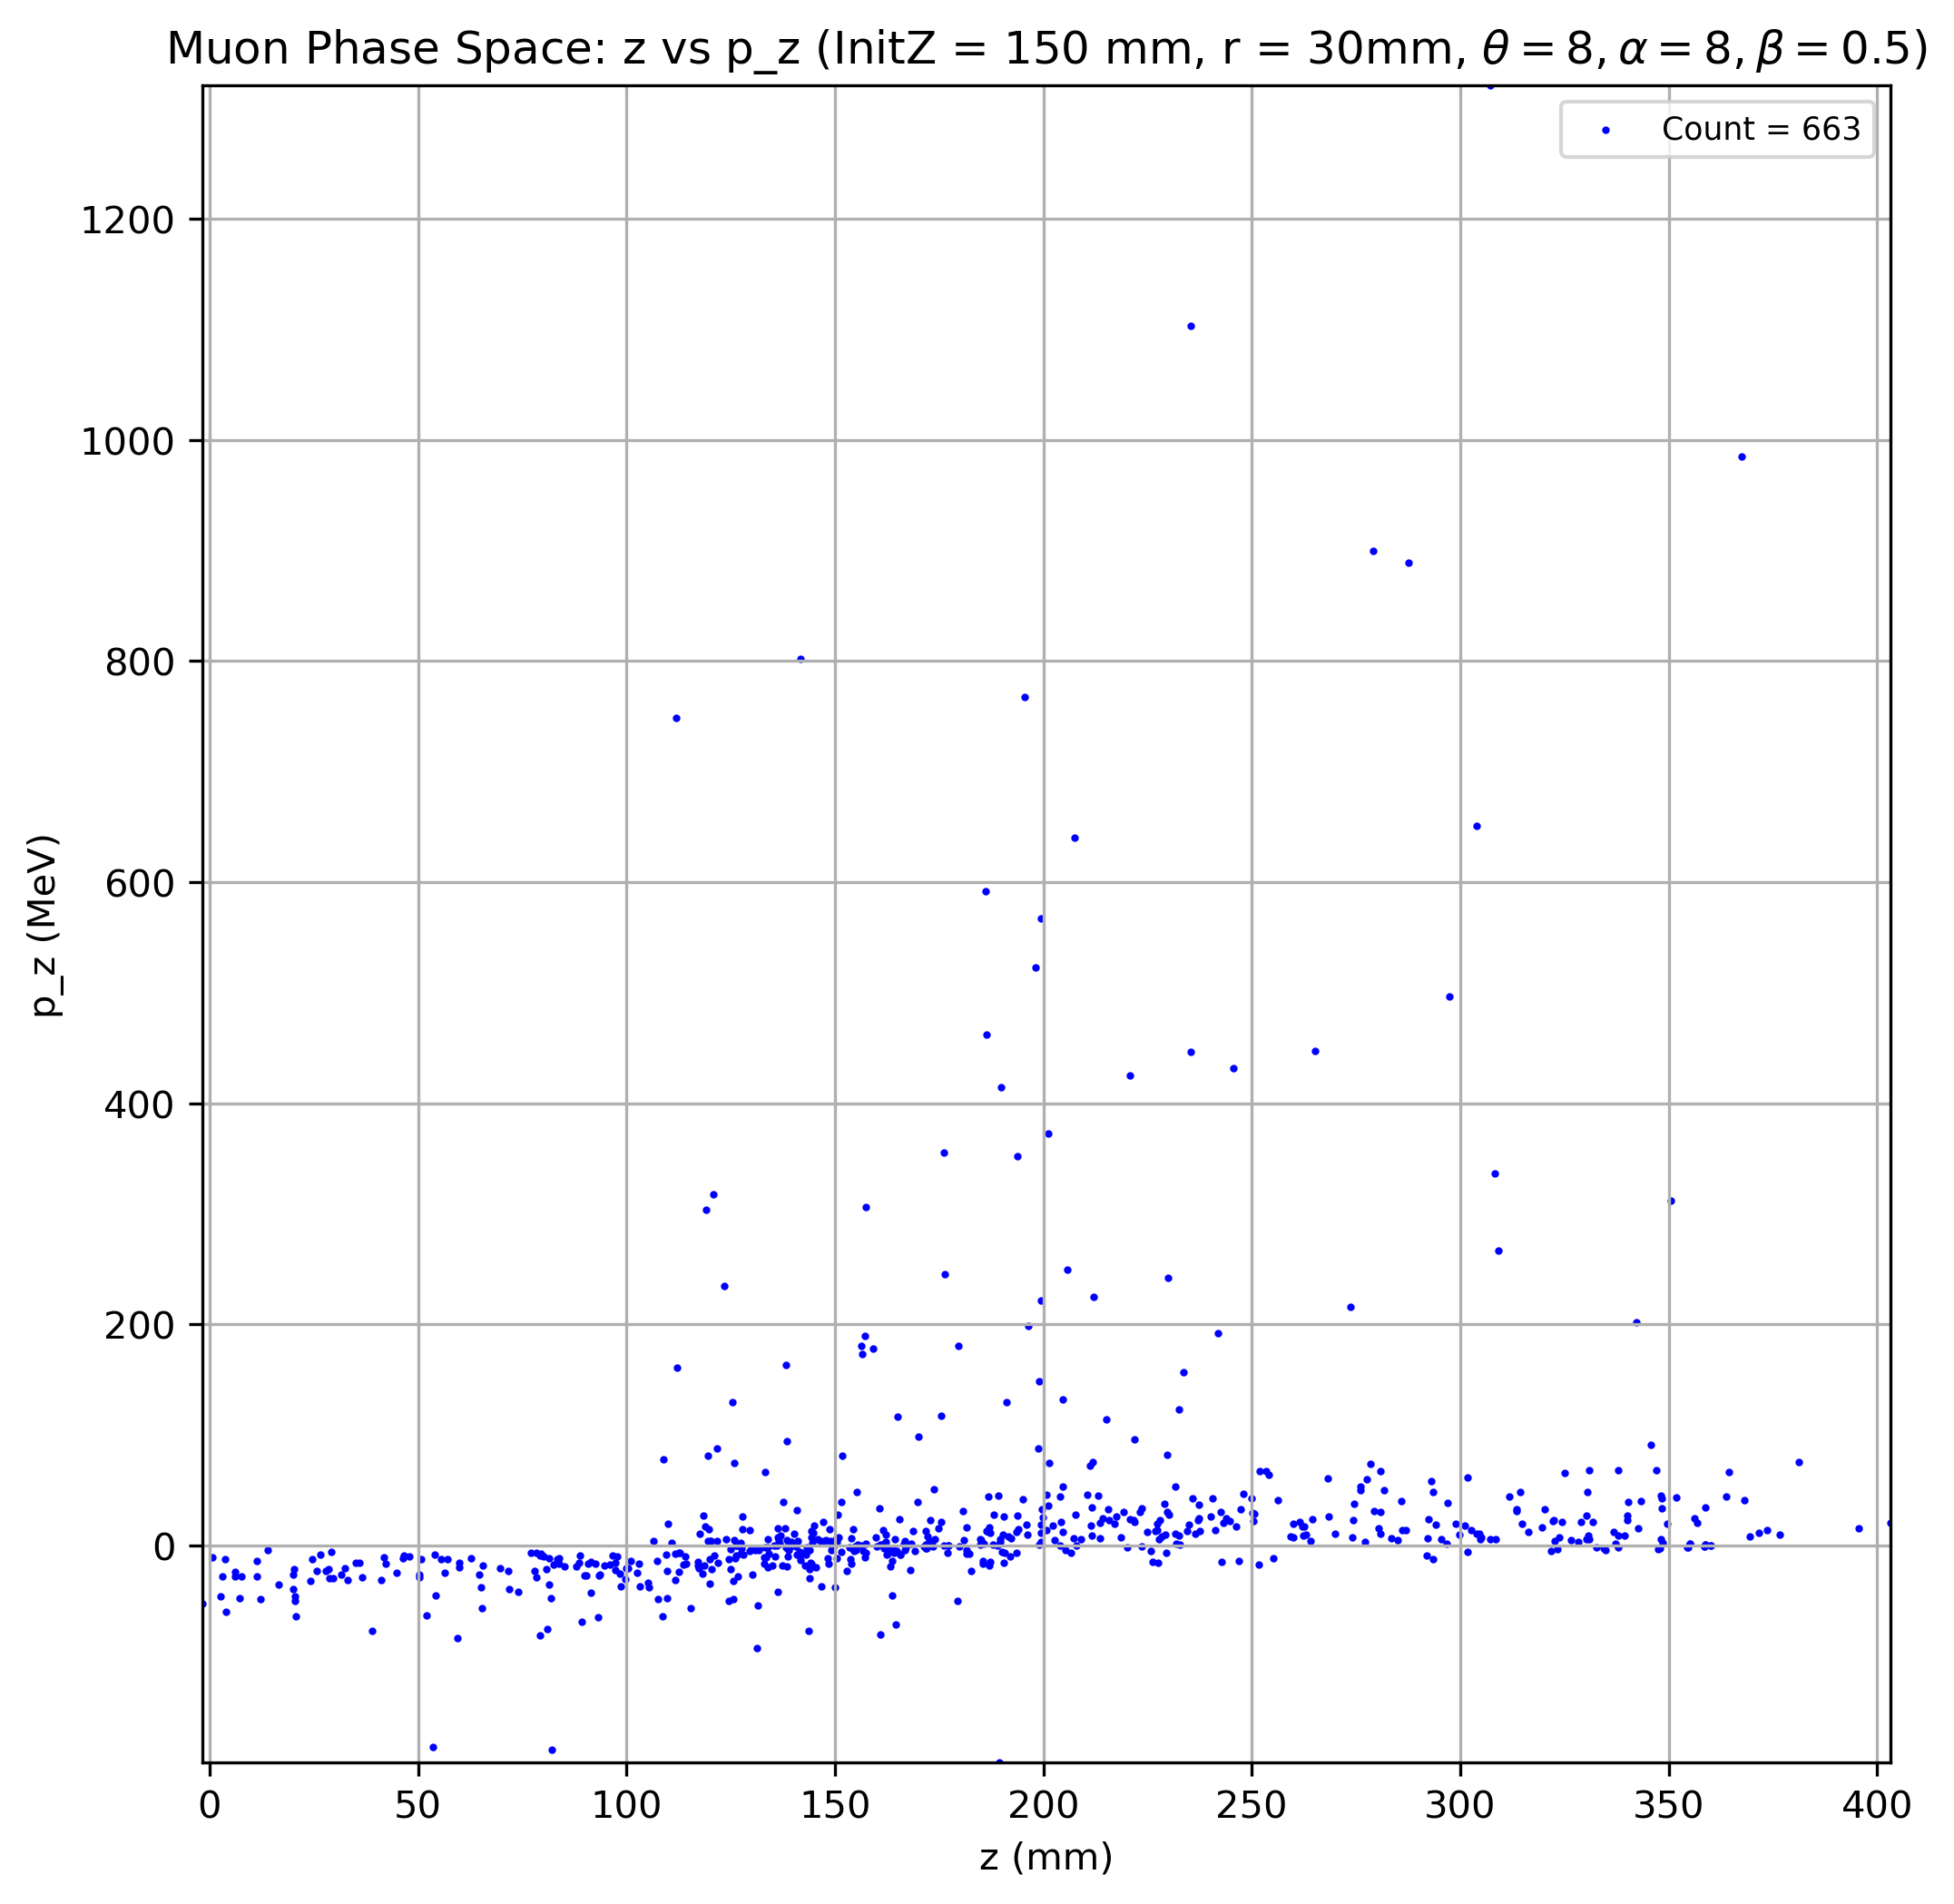 Muon Phase Space: z vs p_z (InitZ = 150 mm, r = 30mm, θ = 8, α = 8, β = 0.5)
Count = 663
1200
1000
800
600
400
200
0
p_z (MeV)
0 50 100 150 200 250 300 350 400
z (mm)